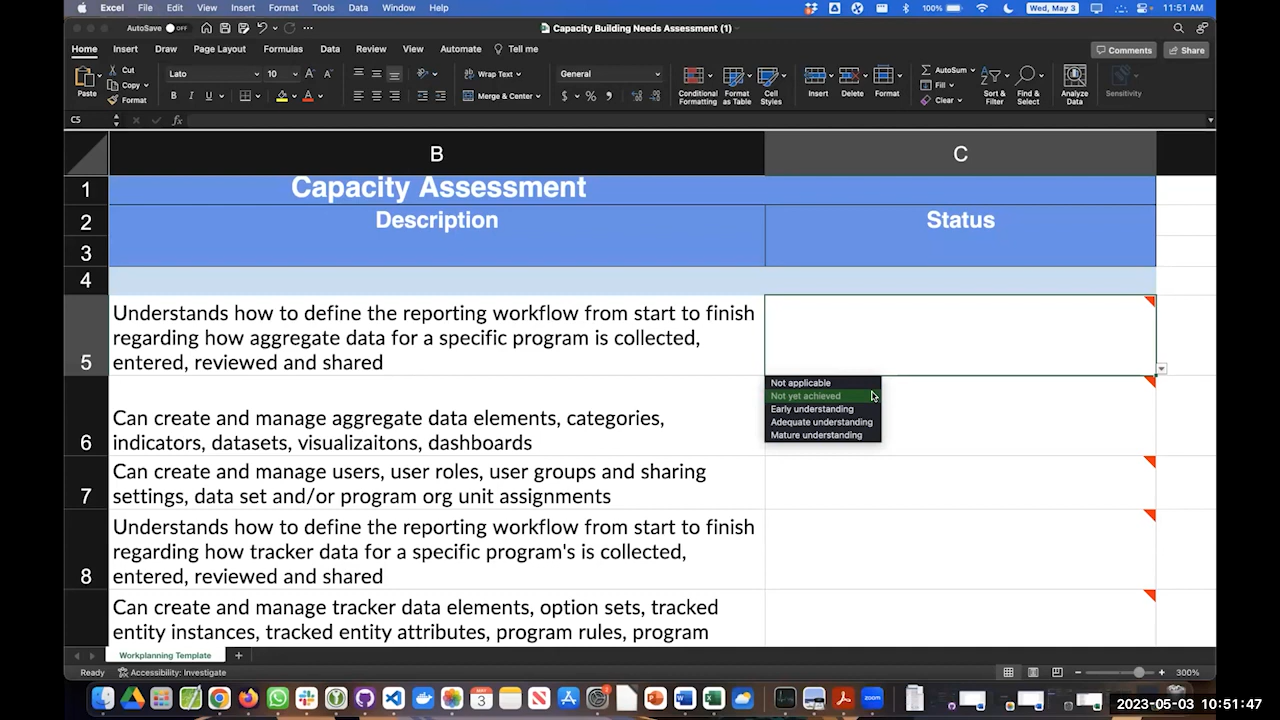 Excel File Edit View Insert Format Tools Data Window Help 100% Wed, May 3 11:51 AM
AutoSave OFF ... Capacity Building Needs Assessment (1)
Home Insert Draw Page Layout Formulas Data Review View Automate Tell me Comments Share
Paste Cut Copy Format Lato 10 Wrap Text Merge & Center General Conditional Formatting Format as Table Cell Styles Insert Delete Format AutoSum Fill Clear Sort & Filter Find & Select Analyze Data Sensitivity
B I U $ % 9
C5 fx
B C
1 Capacity Assessment
2 Description Status
3
4
Understands how to define the reporting workflow from start to finish
regarding how aggregate data for a specific program is collected,
5 entered, reviewed and shared
Not applicable
Not yet achieved
Early understanding
Adequate understanding
Mature understanding
Can create and manage aggregate data elements, categories,
6 indicators, datasets, visualizaitons, dashboards
Can create and manage users, user roles, user groups and sharing
7 settings, data set and/or program org unit assignments
Understands how to define the reporting workflow from start to finish
regarding how tracker data for a specific program's is collected,
8 entered, reviewed and shared
Can create and manage tracker data elements, option sets, tracked
entity instances, tracked entity attributes, program rules, program
Workplanning Template +
Ready Accessibility: Investigate 300%
zoom
2023-05-03 10:51:47